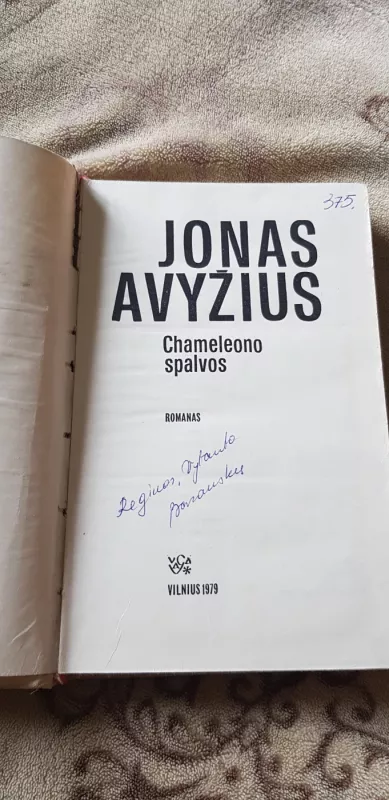 375.
JONAS
AVYŽIUS
Chameleono
spalvos
ROMANAS
Reginos, Vytauto
VILNIUS 1979